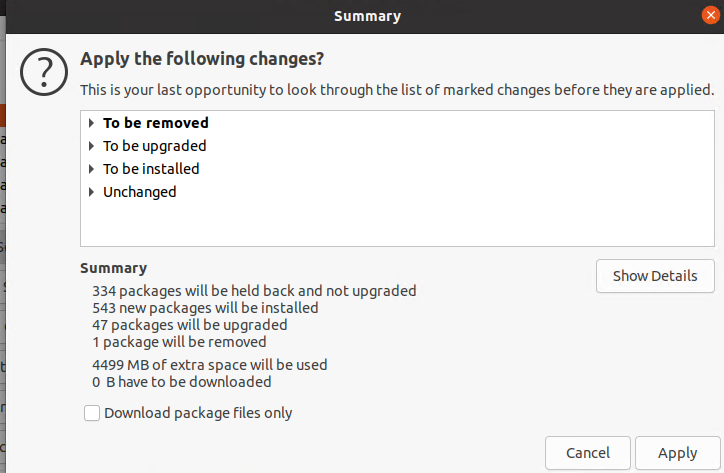 Summary
Apply the following changes?
This is your last opportunity to look through the list of marked changes before they are applied.
To be removed
To be upgraded
To be installed
Unchanged
Summary
Show Details
334 packages will be held back and not upgraded
543 new packages will be installed
47 packages will be upgraded
1 package will be removed
4499 MB of extra space will be used
0 B have to be downloaded
Download package files only
Cancel
Apply